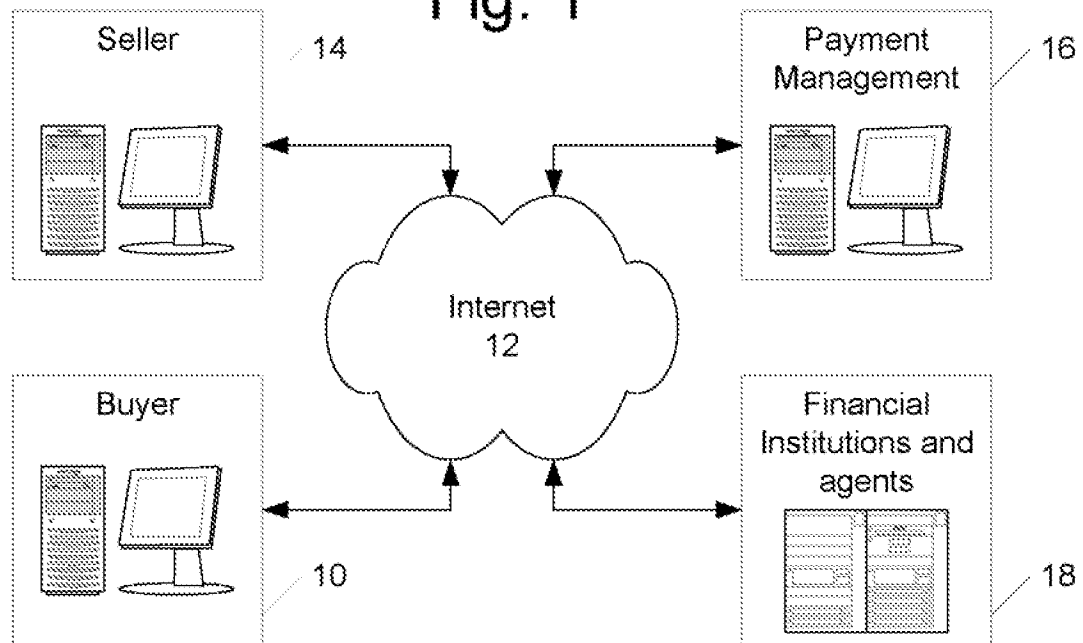 Fig. 1
Seller
14
Payment
Management
16
Internet
12
Buyer
10
Financial
Institutions and
agents
18